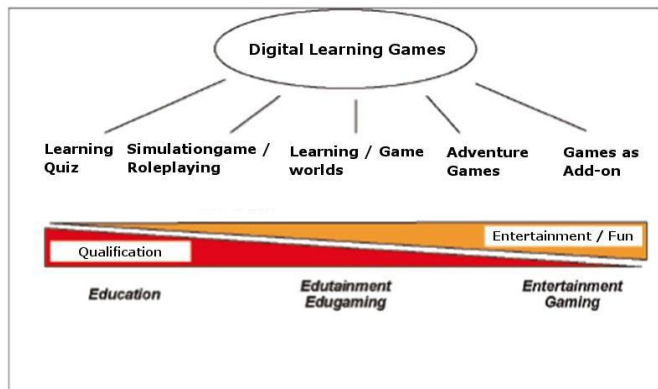 Digital Learning Games
Learning Quiz
Simulationgame / Roleplaying
Learning / Game worlds
Adventure Games
Games as Add-on
Entertainment / Fun
Qualification
Education
Edutainment
Edugaming
Entertainment
Gaming